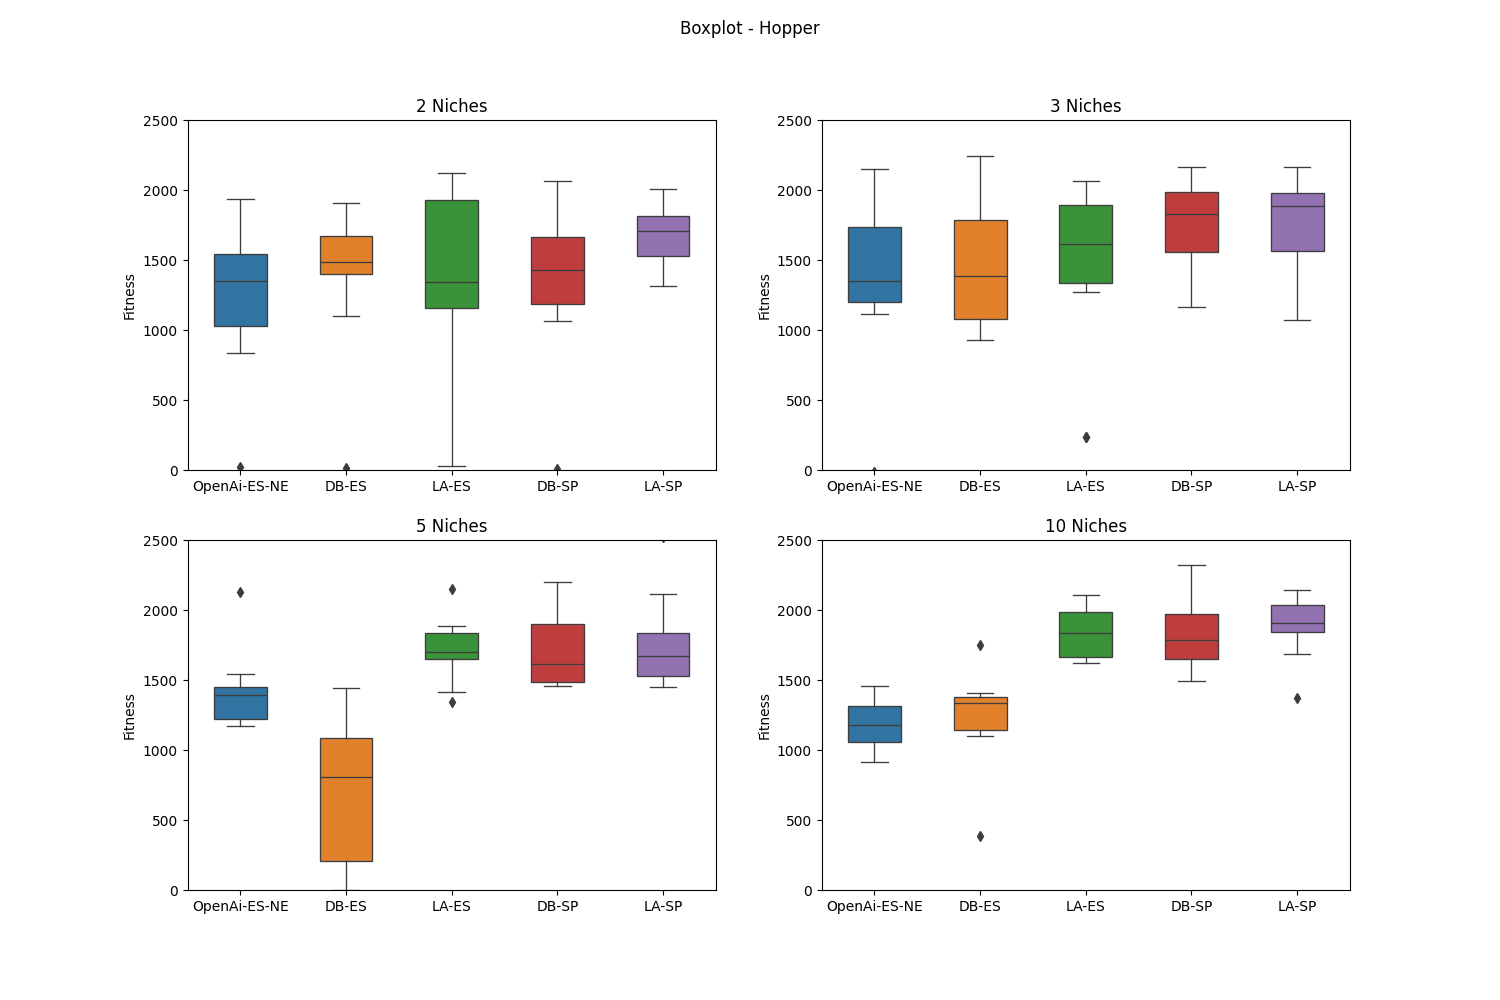 Boxplot - Hopper
2 Niches
Fitness
2500
2000
1500
1000
500
0
OpenAi-ES-NE DB-ES LA-ES DB-SP LA-SP
3 Niches
Fitness
2500
2000
1500
1000
500
0
OpenAi-ES-NE DB-ES LA-ES DB-SP LA-SP
5 Niches
Fitness
2500
2000
1500
1000
500
0
OpenAi-ES-NE DB-ES LA-ES DB-SP LA-SP
10 Niches
Fitness
2500
2000
1500
1000
500
0
OpenAi-ES-NE DB-ES LA-ES DB-SP LA-SP